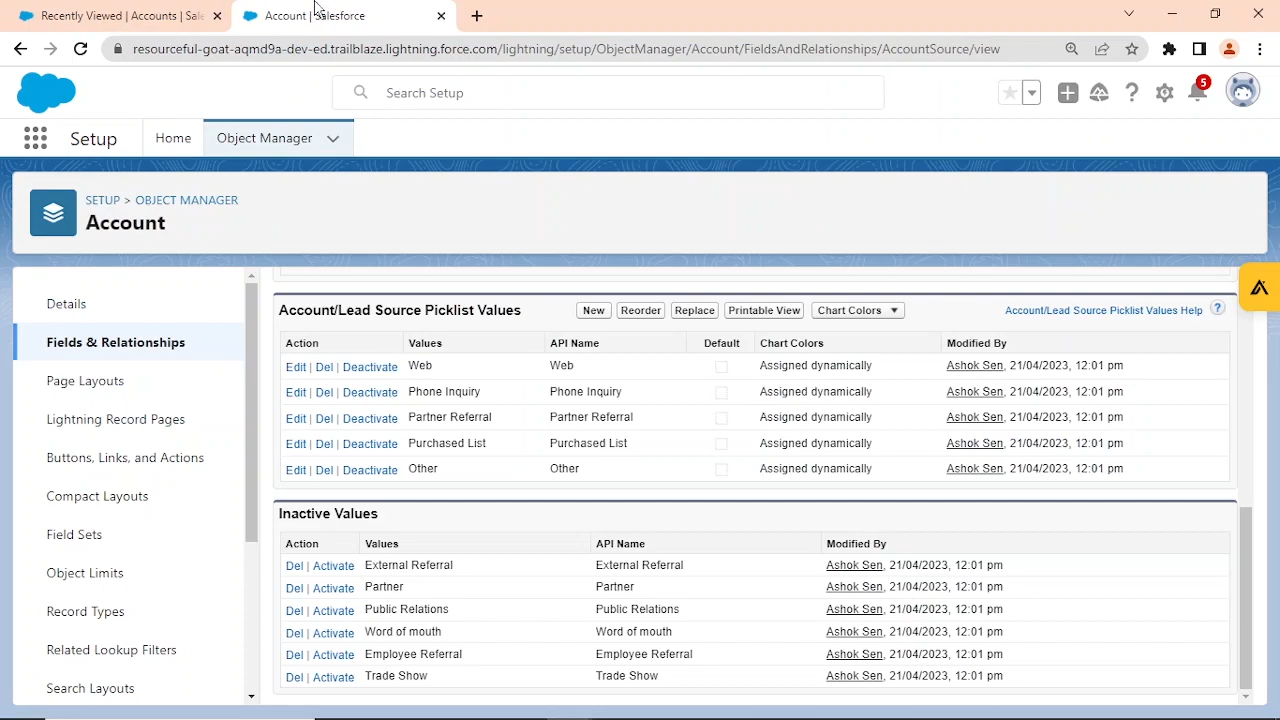 Recently Viewed | Accounts | Sale
Account | Salesforce
resourceful-goat-aqmd9a-dev-ed.trailblaze.lightning.force.com/lightning/setup/ObjectManager/Account/FieldsAndRelationships/AccountSource/view
Search Setup
5
Setup
Home
Object Manager
SETUP > OBJECT MANAGER
Account
Details
Fields & Relationships
Page Layouts
Lightning Record Pages
Buttons, Links, and Actions
Compact Layouts
Field Sets
Object Limits
Record Types
Related Lookup Filters
Search Layouts
Account/Lead Source Picklist Values New Reorder Replace Printable View Chart Colors Account/Lead Source Picklist Values Help ?
Action Values API Name Default Chart Colors Modified By
Edit | Del | Deactivate Web Web Assigned dynamically Ashok Sen, 21/04/2023, 12:01 pm
Edit | Del | Deactivate Phone Inquiry Phone Inquiry Assigned dynamically Ashok Sen, 21/04/2023, 12:01 pm
Edit | Del | Deactivate Partner Referral Partner Referral Assigned dynamically Ashok Sen, 21/04/2023, 12:01 pm
Edit | Del | Deactivate Purchased List Purchased List Assigned dynamically Ashok Sen, 21/04/2023, 12:01 pm
Edit | Del | Deactivate Other Other Assigned dynamically Ashok Sen, 21/04/2023, 12:01 pm
Inactive Values
Action Values API Name Modified By
Del | Activate External Referral External Referral Ashok Sen, 21/04/2023, 12:01 pm
Del | Activate Partner Partner Ashok Sen, 21/04/2023, 12:01 pm
Del | Activate Public Relations Public Relations Ashok Sen, 21/04/2023, 12:01 pm
Del | Activate Word of mouth Word of mouth Ashok Sen, 21/04/2023, 12:01 pm
Del | Activate Employee Referral Employee Referral Ashok Sen, 21/04/2023, 12:01 pm
Del | Activate Trade Show Trade Show Ashok Sen, 21/04/2023, 12:01 pm